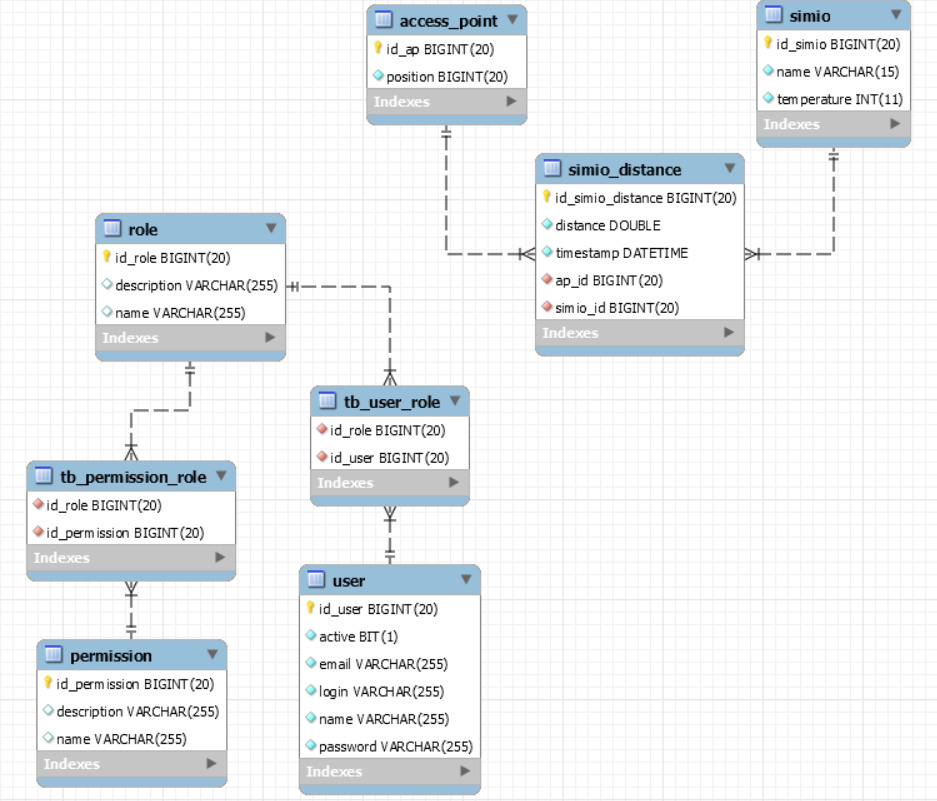 access_point
id_ap BIGINT(20)
position BIGINT(20)
Indexes
simio
id_simio BIGINT(20)
name VARCHAR(15)
temperature INT(11)
Indexes
simio_distance
id_simio_distance BIGINT(20)
distance DOUBLE
timestamp DATETIME
ap_id BIGINT(20)
simio_id BIGINT(20)
Indexes
role
id_role BIGINT(20)
description VARCHAR(255)
name VARCHAR(255)
Indexes
tb_user_role
id_role BIGINT(20)
id_user BIGINT(20)
Indexes
tb_permission_role
id_role BIGINT(20)
id_permission BIGINT(20)
Indexes
user
id_user BIGINT(20)
active BIT(1)
email VARCHAR(255)
login VARCHAR(255)
name VARCHAR(255)
password VARCHAR(255)
Indexes
permission
id_permission BIGINT(20)
description VARCHAR(255)
name VARCHAR(255)
Indexes